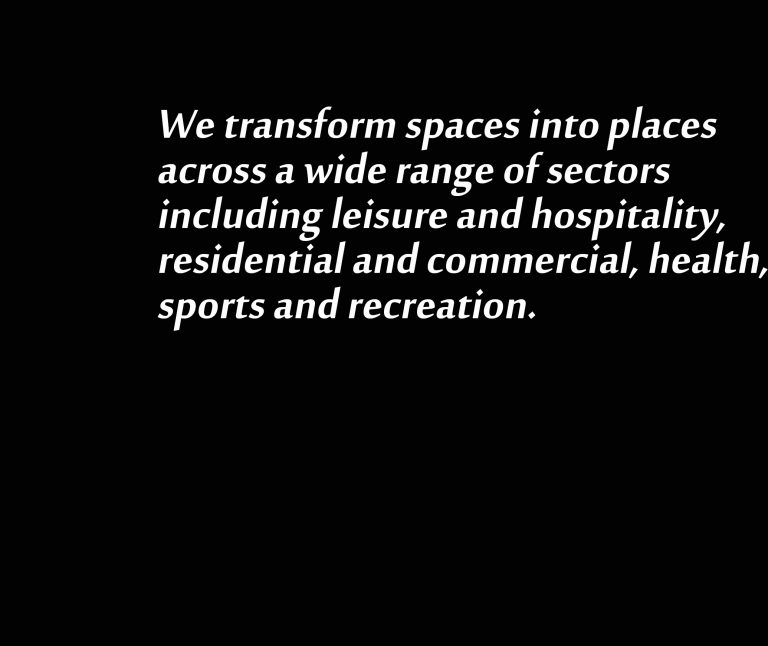 We transform spaces into places
across a wide range of sectors
including leisure and hospitality,
residential and commercial, health,
sports and recreation.